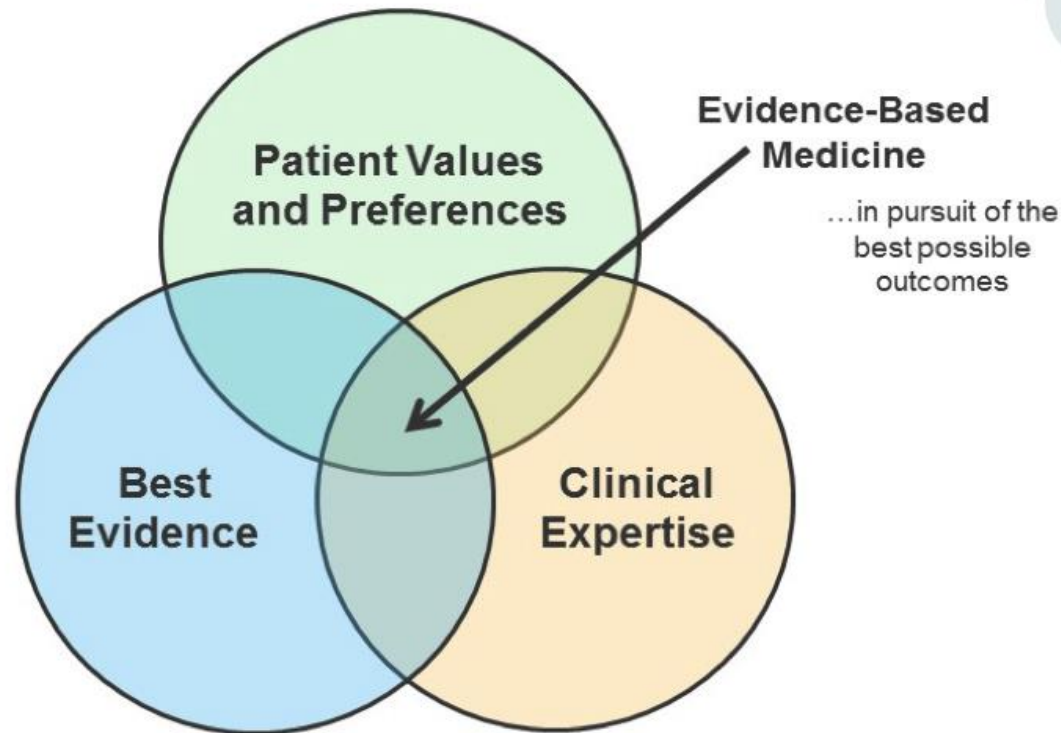 Patient Values
and Preferences
Evidence-Based
Medicine
…in pursuit of the
best possible
outcomes
Best
Evidence
Clinical
Expertise